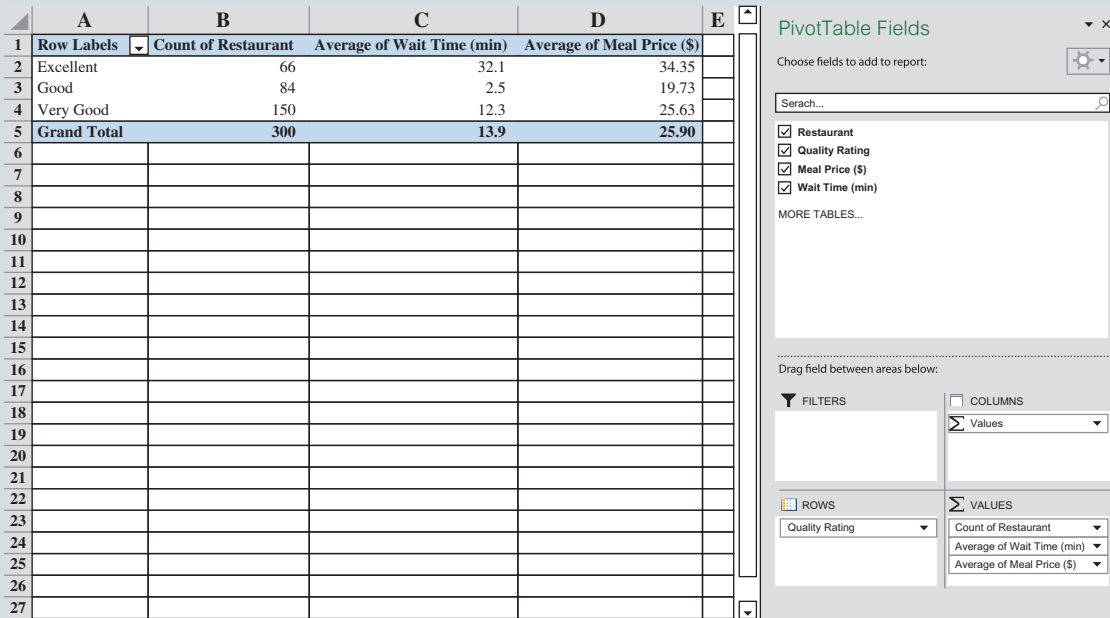 A B C D E
1 Row Labels Count of Restaurant Average of Wait Time (min) Average of Meal Price ($)
2 Excellent 66 32.1 34.35
3 Good 84 2.5 19.73
4 Very Good 150 12.3 25.63
5 Grand Total 300 13.9 25.90
6
7
8
9
10
11
12
13
14
15
16
17
18
19
20
21
22
23
24
25
26
27
PivotTable Fields
Choose fields to add to report:
Serach...
Restaurant
Quality Rating
Meal Price ($)
Wait Time (min)
MORE TABLES...
Drag field between areas below:
FILTERS COLUMNS
Values
ROWS VALUES
Quality Rating Count of Restaurant
Average of Wait Time (min)
Average of Meal Price ($)